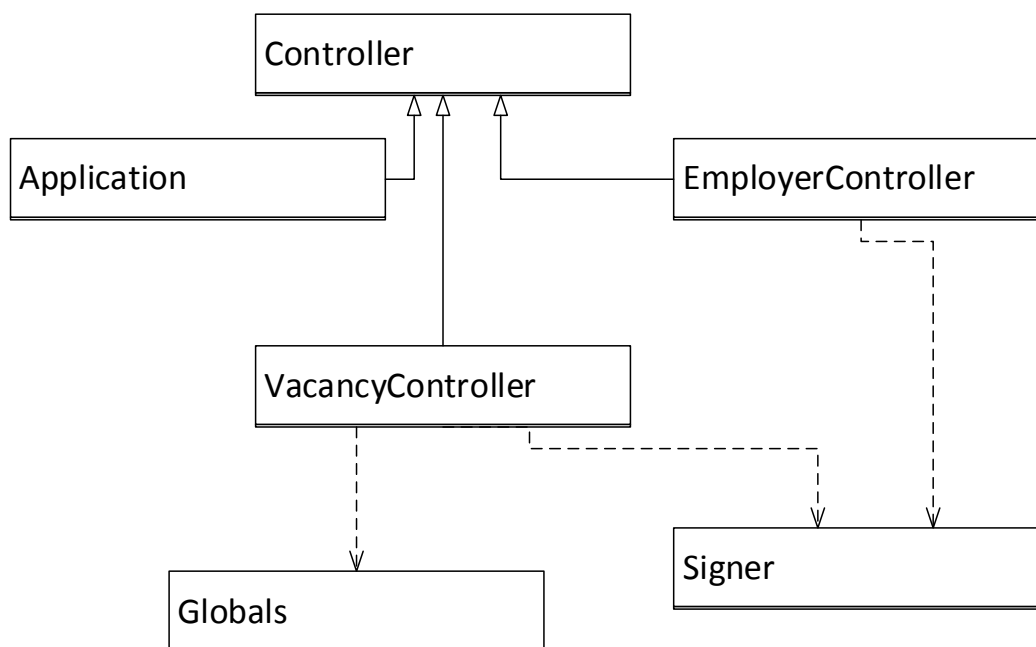 Controller
Application
EmployerController
VacancyController
Signer
Globals